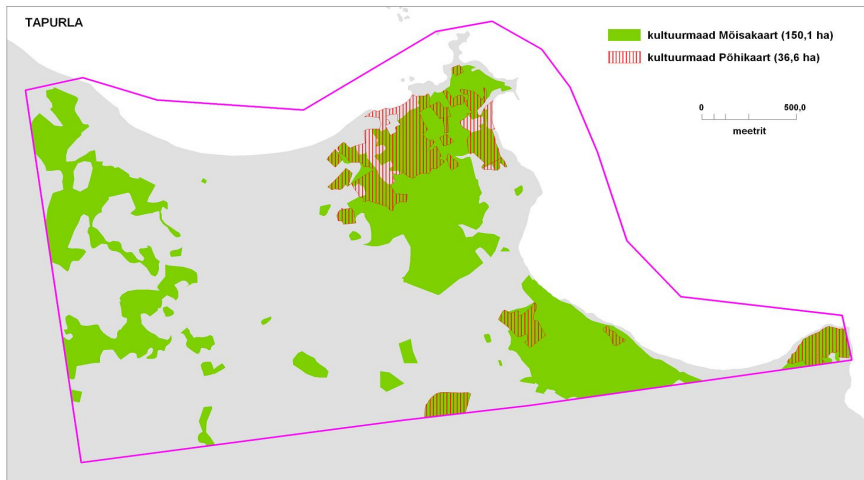 TAPURLA
kultuurmaad Mõisakaart (150,1 ha)
kultuurmaad Põhikaart (36,6 ha)
0 500,0
meetrit